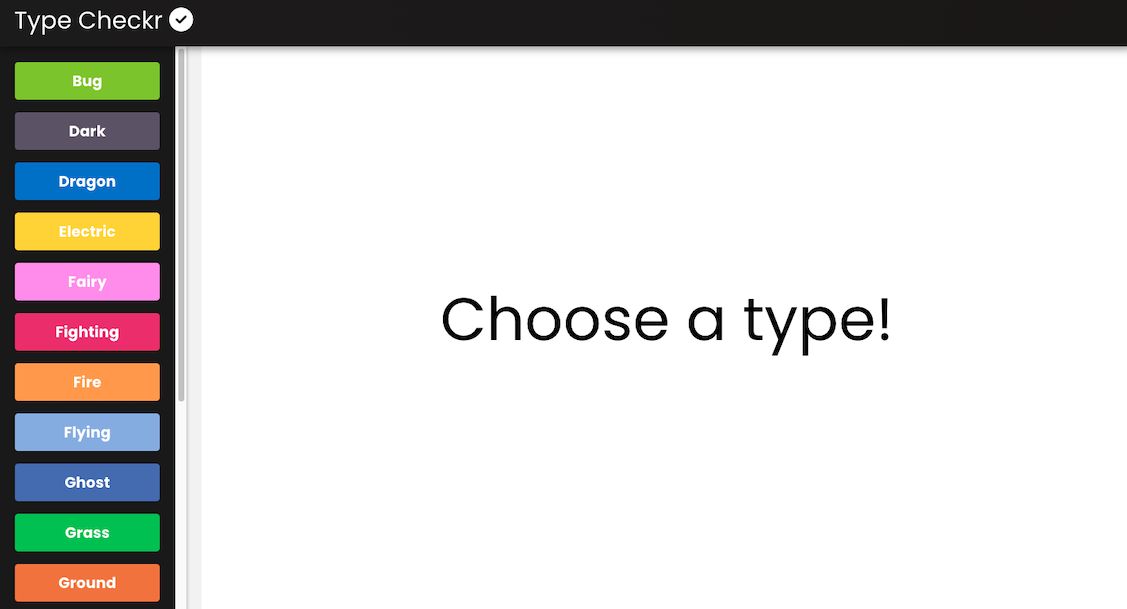 Type Checkr
Bug
Dark
Dragon
Electric
Fairy
Fighting
Fire
Flying
Ghost
Grass
Ground
Choose a type!